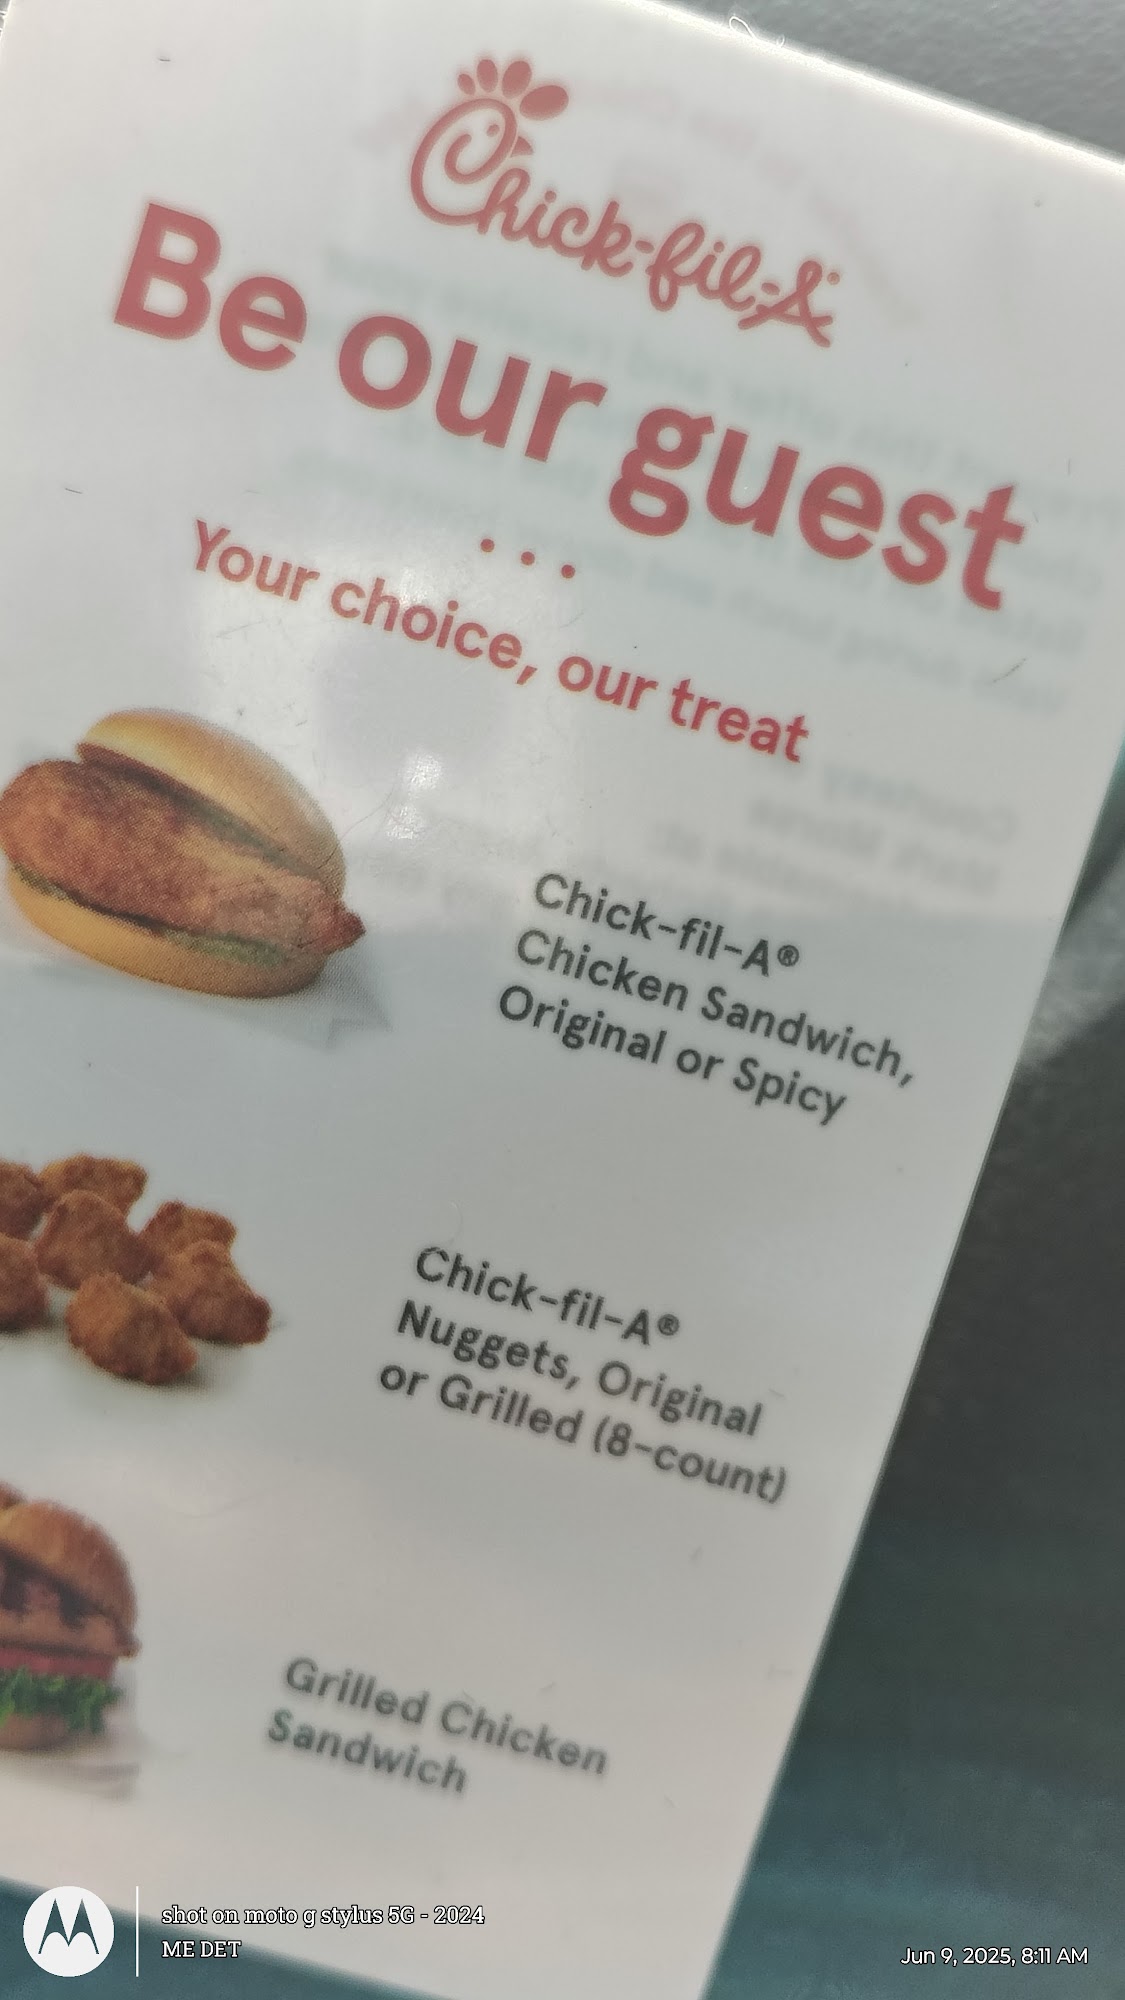 Chick-fil-A®
Be our guest
• • •
Your choice, our treat
Chick-fil-A®
Chicken Sandwich,
Original or Spicy
Chick-fil-A®
Nuggets, Original
or Grilled (8-count)
Grilled Chicken
Sandwich
shot on moto g stylus 5G - 2024
ME DET
Jun 9, 2025, 8:11 AM